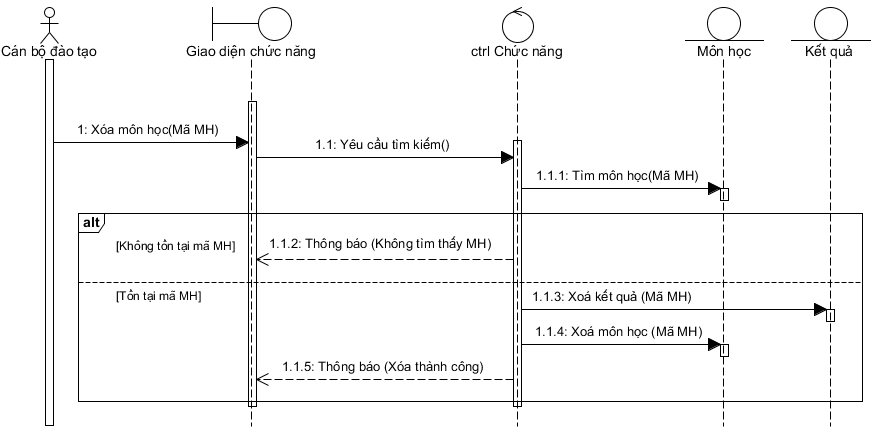 Cán bộ đào tạo
Giao diện chức năng
ctrl Chức năng
Môn học
Kết quả
1: Xóa môn học(Mã MH)
1.1: Yêu cầu tìm kiếm()
1.1.1: Tìm môn học(Mã MH)
alt
[Không tồn tại mã MH]
1.1.2: Thông báo (Không tìm thấy MH)
[Tồn tại mã MH]
1.1.3: Xoá kết quả (Mã MH)
1.1.4: Xoá môn học (Mã MH)
1.1.5: Thông báo (Xóa thành công)